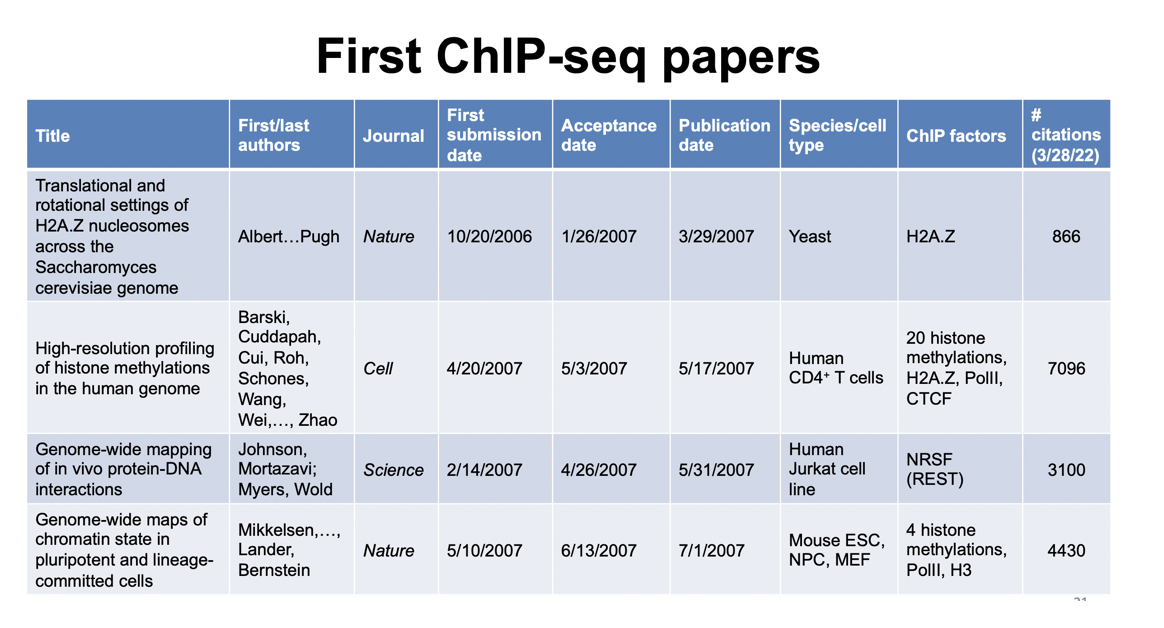 First ChIP-seq papers
Title
First/last
authors
Journal
First
submission
date
Acceptance
date
Publication
date
Species/cell
type
ChIP factors
#
citations
(3/28/22)
Translational and
rotational settings of
H2A.Z nucleosomes
across the
Saccharomyces
cerevisiae genome
Albert…Pugh
Nature
10/20/2006
1/26/2007
3/29/2007
Yeast
H2A.Z
866
High-resolution profiling
of histone methylations
in the human genome
Barski,
Cuddapah,
Cui, Roh,
Schones,
Wang,
Wei,…, Zhao
Cell
4/20/2007
5/3/2007
5/17/2007
Human
CD4⁺ T cells
20 histone
methylations,
H2A.Z, PolII,
CTCF
7096
Genome-wide mapping
of in vivo protein-DNA
interactions
Johnson,
Mortazavi;
Myers, Wold
Science
2/14/2007
4/26/2007
5/31/2007
Human
Jurkat cell
line
NRSF
(REST)
3100
Genome-wide maps of
chromatin state in
pluripotent and lineage-
committed cells
Mikkelsen,…,
Lander,
Bernstein
Nature
5/10/2007
6/13/2007
7/1/2007
Mouse ESC,
NPC, MEF
4 histone
methylations,
PolII, H3
4430